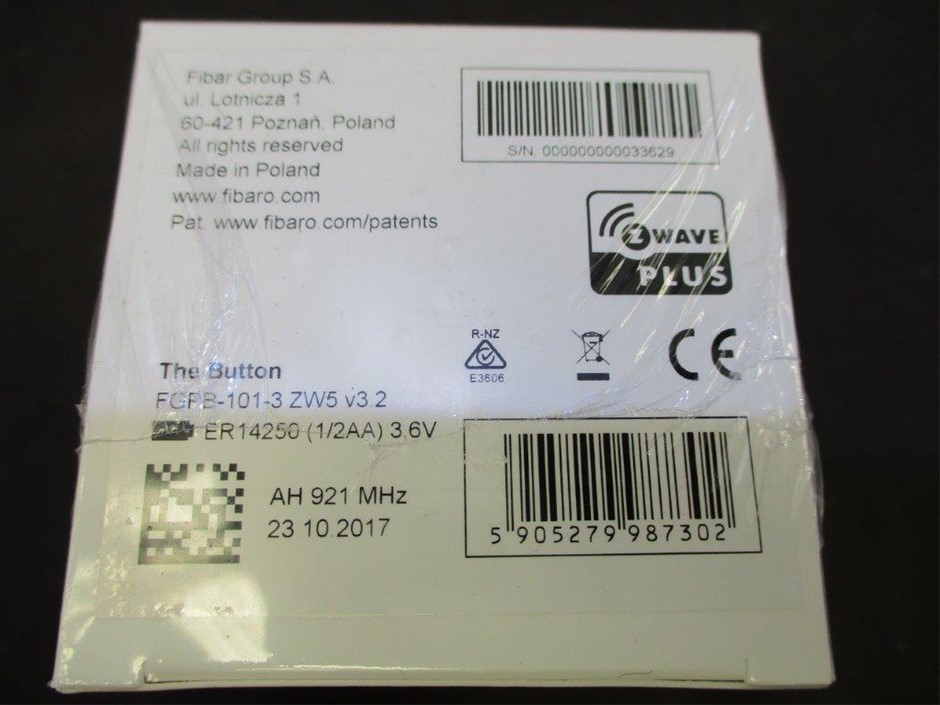 Fibar Group S.A.
ul. Lotnicza 1
60-421 Poznań, Poland
All rights reserved
Made in Poland
www.fibaro.com
Pat. www.fibaro.com/patents
S/N: 000000000033629
Z WAVE
PLUS
R-NZ
E3606
CE
The Button
FGPB-101-3 ZW5 v3.2
ER14250 (1/2AA) 3.6V
AH 921 MHz
23.10.2017
5 905279 987302